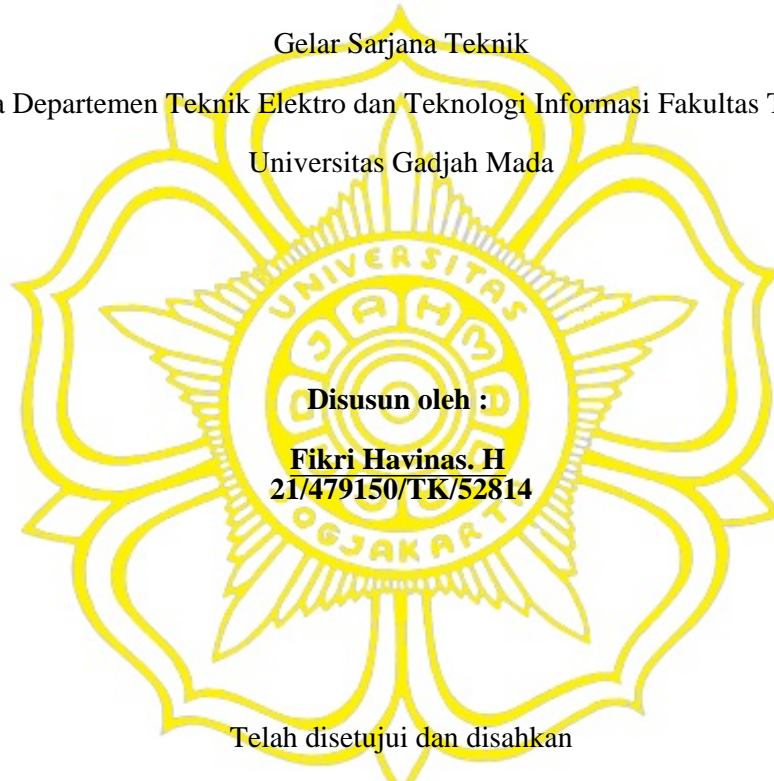 Gelar Sarjana Teknik
Departemen Teknik Elektro dan Teknologi Informasi Fakultas
Universitas Gadjah Mada
UNIVERSITAS
Disusun oleh :
Fikri Havinas. H
21/479150/TK/52814
Telah disetujui dan disahkan